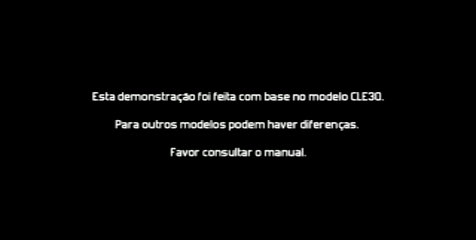 Esta demonstração foi feita com base no modelo CLE30.
Para outros modelos podem haver diferenças.
Favor consultar o manual.